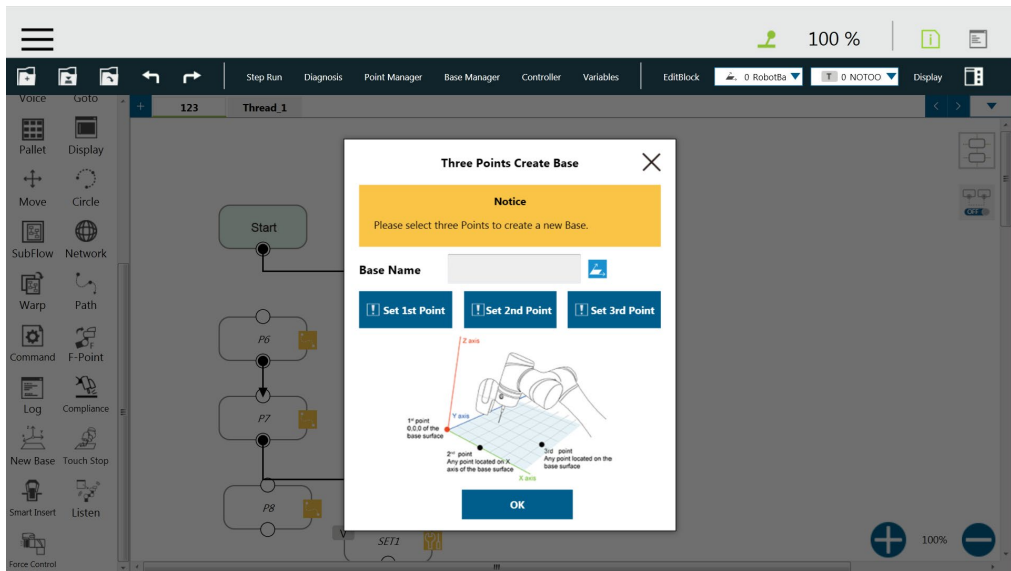 100 %
Step Run Diagnosis Point Manager Base Manager Controller Variables EditBlock 0 RobotBa T 0 NOTOO Display
Voice Goto + 123 Thread_1
Pallet Display
Move Circle
SubFlow Network
Warp Path
Command F-Point
Log Compliance
New Base Touch Stop
Smart Insert Listen
Force Control
Start
P6
P7
P8
V
SET1
Three Points Create Base
Notice
Please select three Points to create a new Base.
Base Name
Set 1st Point Set 2nd Point Set 3rd Point
Z axis
Y axis
1st point
0,0,0 of the
base surface
2nd point
Any point located on X
axis of the base surface
3rd point
Any point located on the
base surface
X axis
OK
OFF
100%